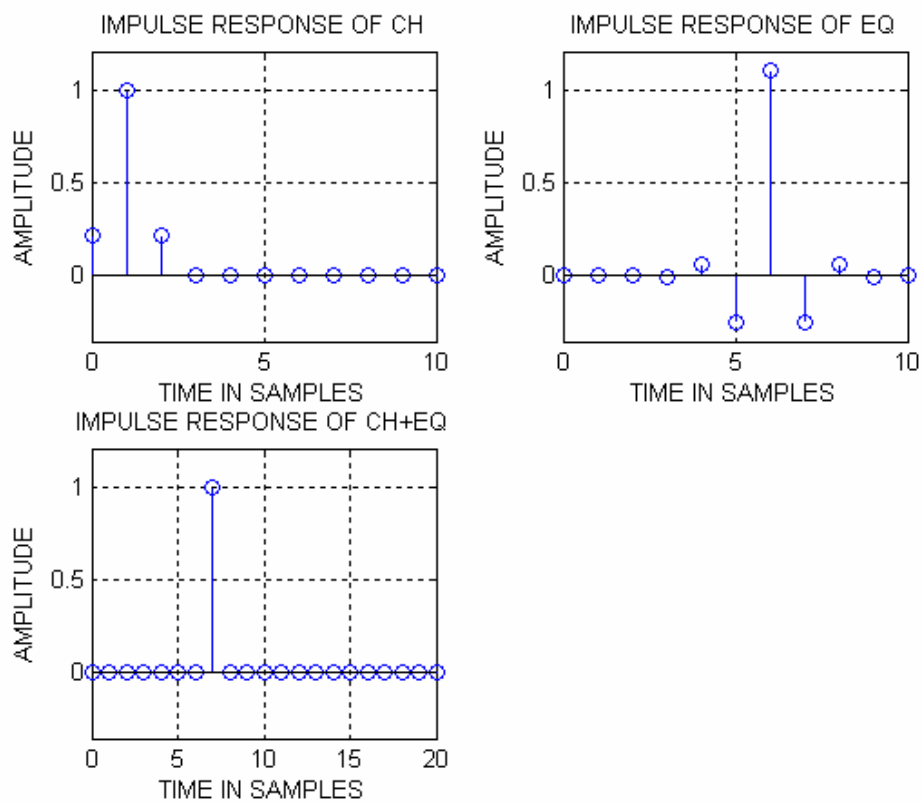 IMPULSE RESPONSE OF CH
1
0.5
0
AMPLITUDE
0 5 10
TIME IN SAMPLES
IMPULSE RESPONSE OF EQ
1
0.5
0
AMPLITUDE
0 5 10
TIME IN SAMPLES
IMPULSE RESPONSE OF CH+EQ
1
0.5
0
AMPLITUDE
0 5 10 15 20
TIME IN SAMPLES